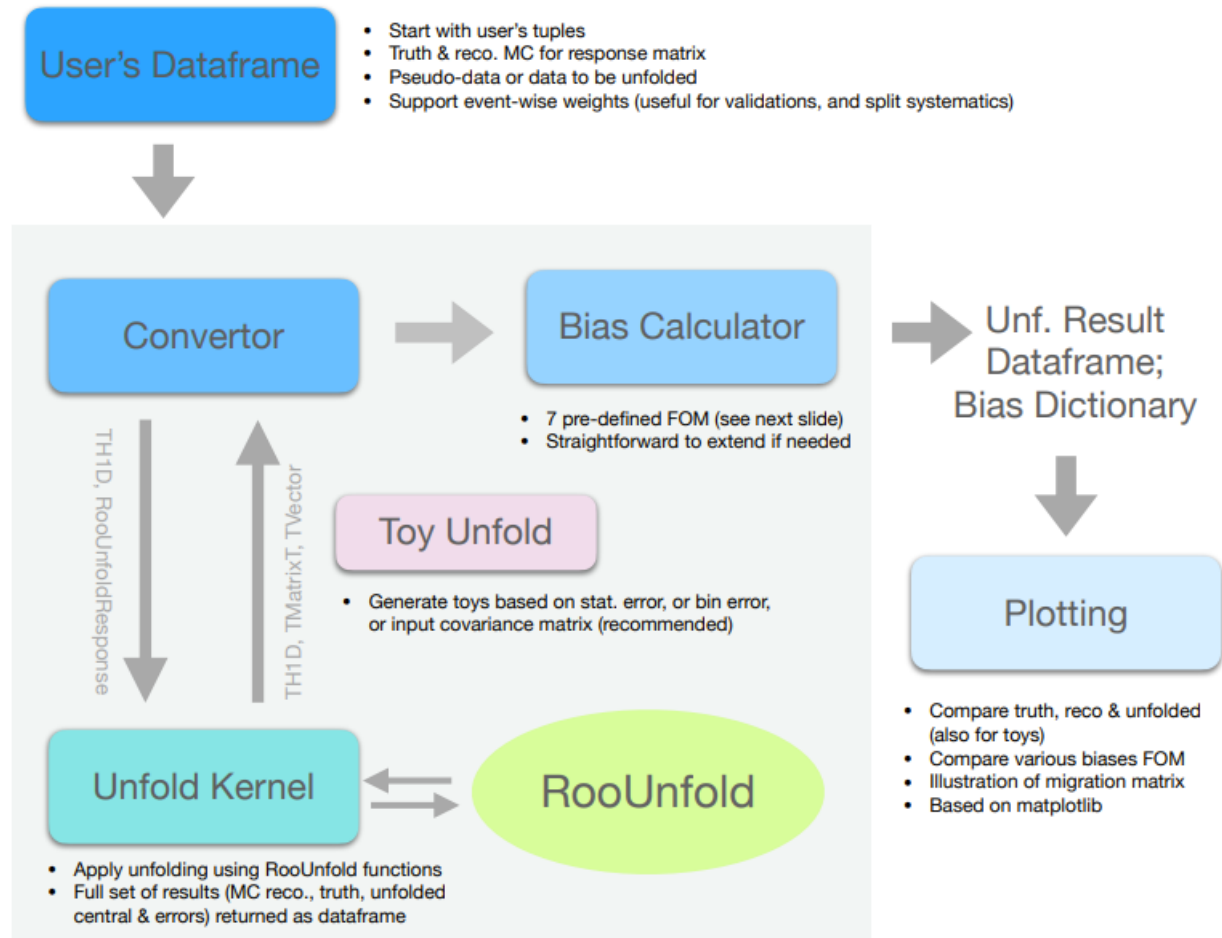 User's Dataframe
• Start with user's tuples
• Truth & reco. MC for response matrix
• Pseudo-data or data to be unfolded
• Support event-wise weights (useful for validations, and split systematics)
Convertor
Bias Calculator
• 7 pre-defined FOM (see next slide)
• Straightforward to extend if needed
Unf. Result
Dataframe;
Bias Dictionary
TH1D, RooUnfoldResponse
TH1D, TMatrixT, TVector
Toy Unfold
• Generate toys based on stat. error, or bin error,
or input covariance matrix (recommended)
Plotting
• Compare truth, reco & unfolded
(also for toys)
• Compare various biases FOM
• Illustration of migration matrix
• Based on matplotlib
Unfold Kernel
RooUnfold
• Apply unfolding using RooUnfold functions
• Full set of results (MC reco., truth, unfolded
central & errors) returned as dataframe